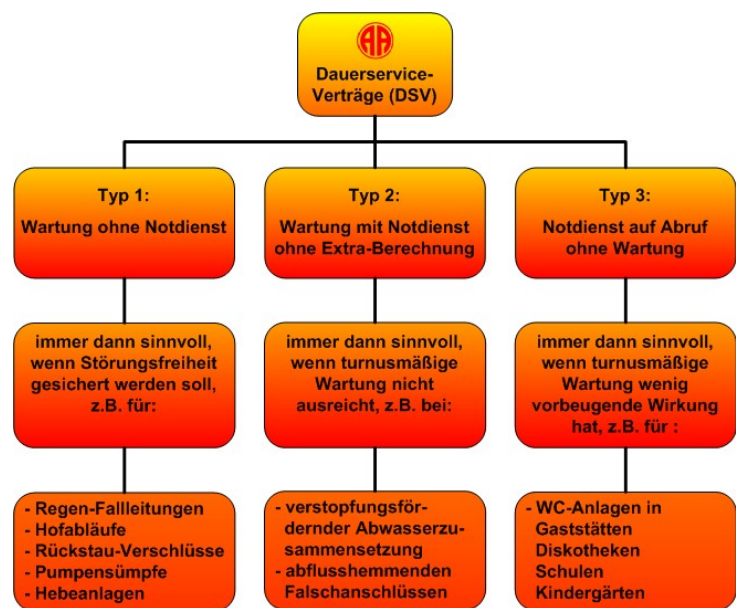 AA
Dauerservice-
Verträge (DSV)
Typ 1:
Wartung ohne Notdienst
immer dann sinnvoll,
wenn Störungsfreiheit
gesichert werden soll,
z.B. für:
- Regen-Fallleitungen
- Hofabläufe
- Rückstau-Verschlüsse
- Pumpensümpfe
- Hebeanlagen
Typ 2:
Wartung mit Notdienst
ohne Extra-Berechnung
immer dann sinnvoll,
wenn turnusmäßige
Wartung nicht
ausreicht, z.B. bei:
- verstopfungsför-
dernder Abwasserzu-
sammensetzung
- abflusshemmenden
Falschanschlüssen
Typ 3:
Notdienst auf Abruf
ohne Wartung
immer dann sinnvoll,
wenn turnusmäßige
Wartung wenig
vorbeugende Wirkung
hat, z.B. für :
- WC-Anlagen in
Gaststätten
Diskotheken
Schulen
Kindergärten